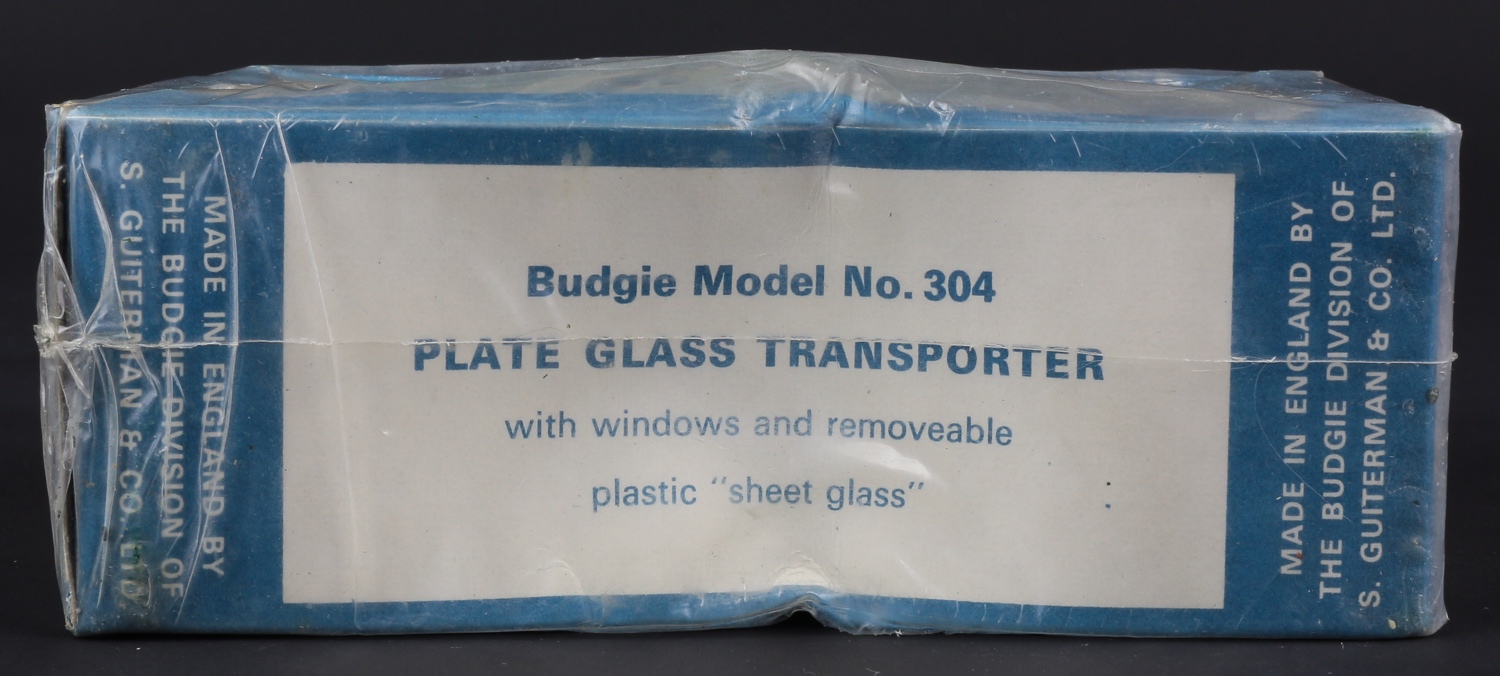 MADE IN ENGLAND BY
THE BUDGIE DIVISION OF
S. GUITERMAN & CO. LTD.
Budgie Model No. 304
PLATE GLASS TRANSPORTER
with windows and removeable
plastic "sheet glass"
MADE IN ENGLAND BY
THE BUDGIE DIVISION OF
S. GUITERMAN & CO. LTD.